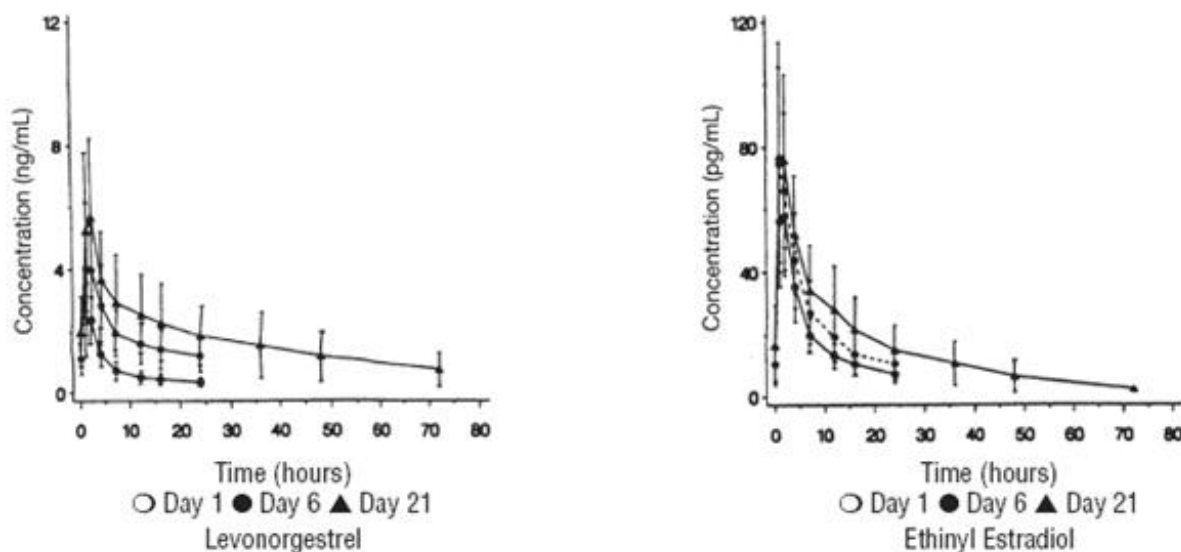 12
8
4
0
Concentration (ng/mL)
0 10 20 30 40 50 60 70 80
Time (hours)
○ Day 1 ● Day 6 ▲ Day 21
Levonorgestrel
120
80
40
0
Concentration (pg/mL)
0 10 20 30 40 50 60 70 80
Time (hours)
○ Day 1 ● Day 6 ▲ Day 21
Ethinyl Estradiol